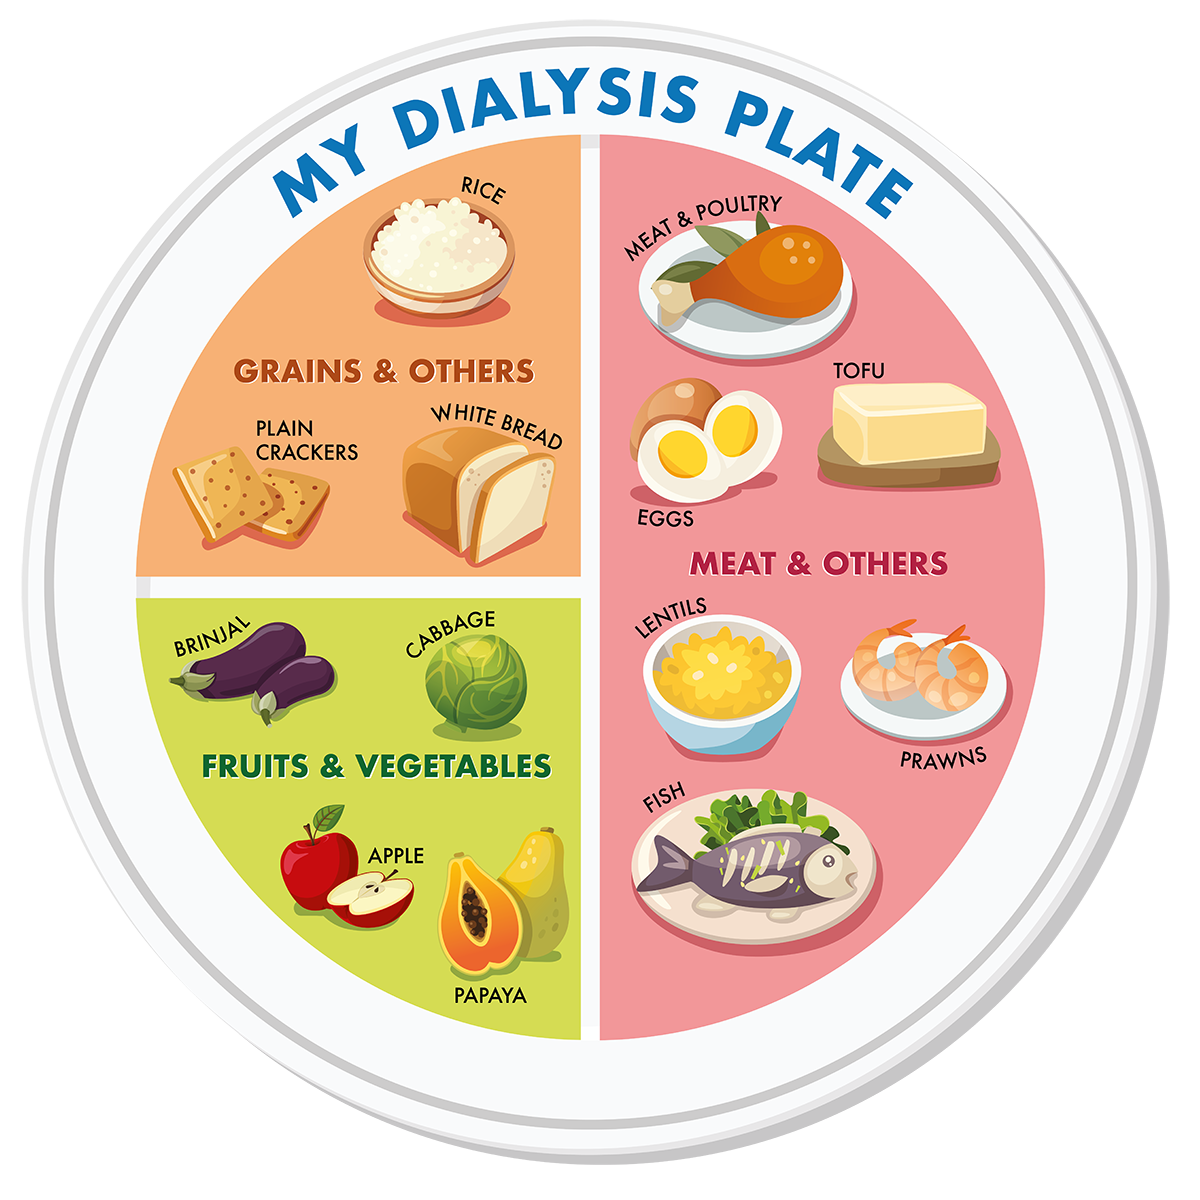 MY DIALYSIS PLATE
RICE
GRAINS & OTHERS
PLAIN
CRACKERS
WHITE BREAD
MEAT & POULTRY
TOFU
EGGS
MEAT & OTHERS
LENTILS
PRAWNS
FISH
BRINJAL
CABBAGE
FRUITS & VEGETABLES
APPLE
PAPAYA